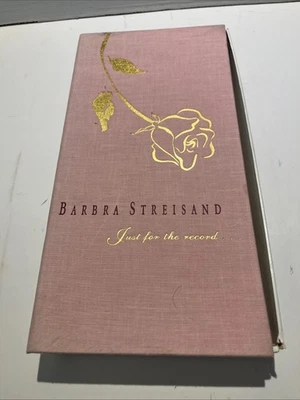 BARBRA STREISAND
Just for the record